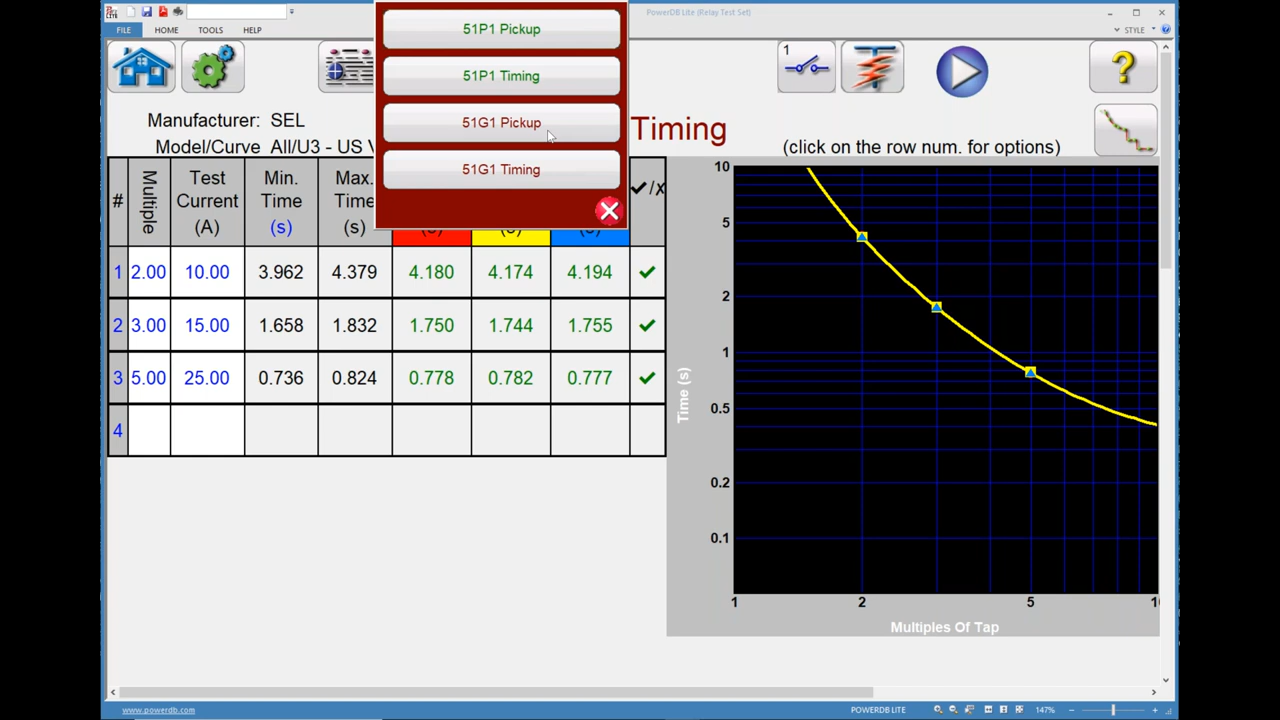 PowerDB Lite (Relay Test Set)
FILE HOME TOOLS HELP STYLE
51P1 Pickup
51P1 Timing
51G1 Pickup
51G1 Timing
1
?
Manufacturer: SEL
Timing
Model/Curve All/U3 - US V
(click on the row num. for options)
# Multiple Test Current (A) Min. Time (s) Max. Time (s) ✓/x
1 2.00 10.00 3.962 4.379 4.180 4.174 4.194 ✓
2 3.00 15.00 1.658 1.832 1.750 1.744 1.755 ✓
3 5.00 25.00 0.736 0.824 0.778 0.782 0.777 ✓
4
Time (s)
10
5
2
1
0.5
0.2
0.1
1 2 5
Multiples Of Tap
www.powerdb.com
POWERDB LITE
147%